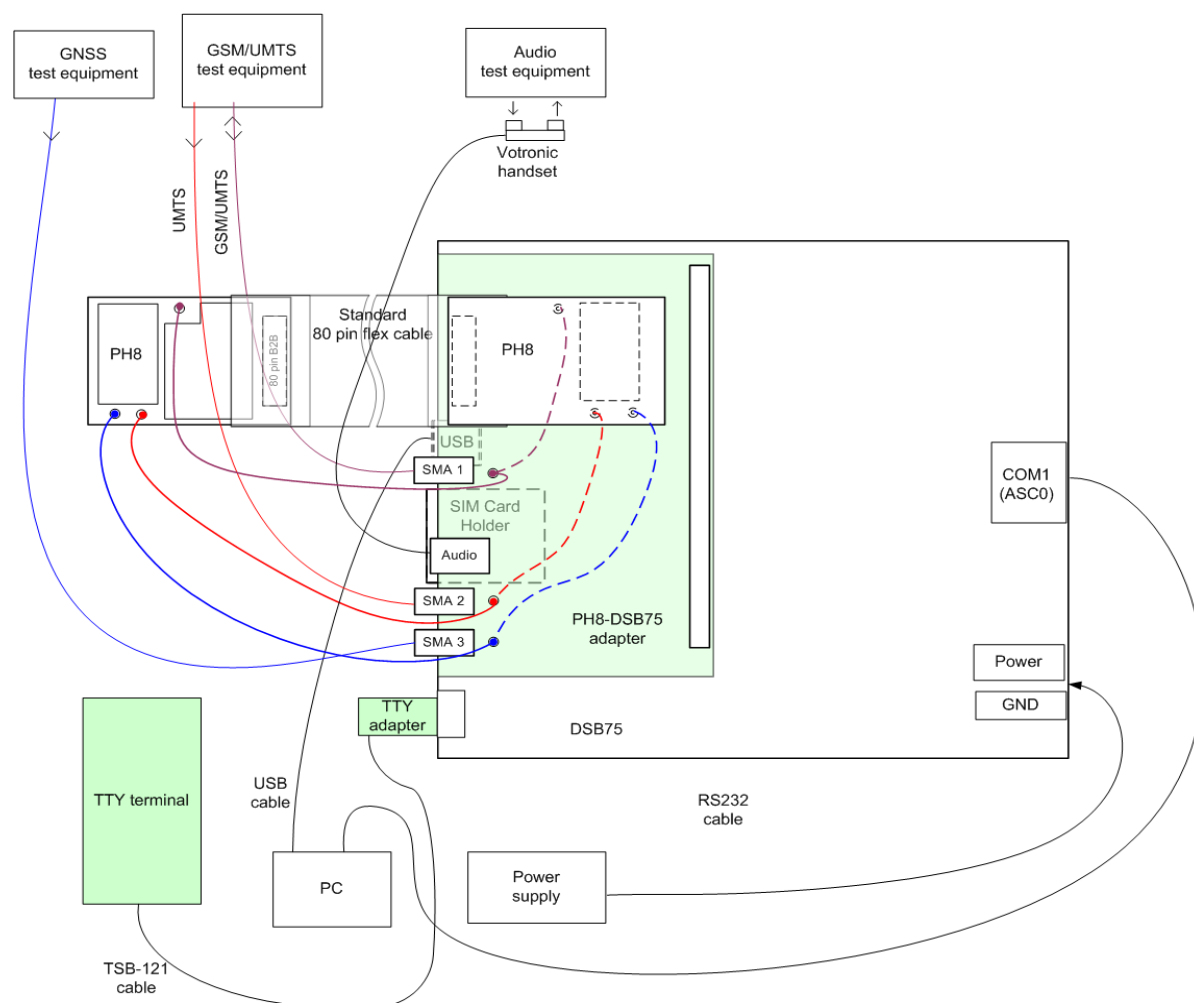 GNSS
test equipment
GSM/UMTS
test equipment
Audio
test equipment
Votronic
handset
UMTS
GSM/UMTS
Standard
80 pin flex cable
PH8
80 pin B2B
PH8
USB
SMA 1
SIM Card
Holder
Audio
COM1
(ASC0)
SMA 2
PH8-DSB75
adapter
SMA 3
Power
GND
TTY
adapter
DSB75
USB
cable
RS232
cable
TTY terminal
PC
Power
supply
TSB-121
cable